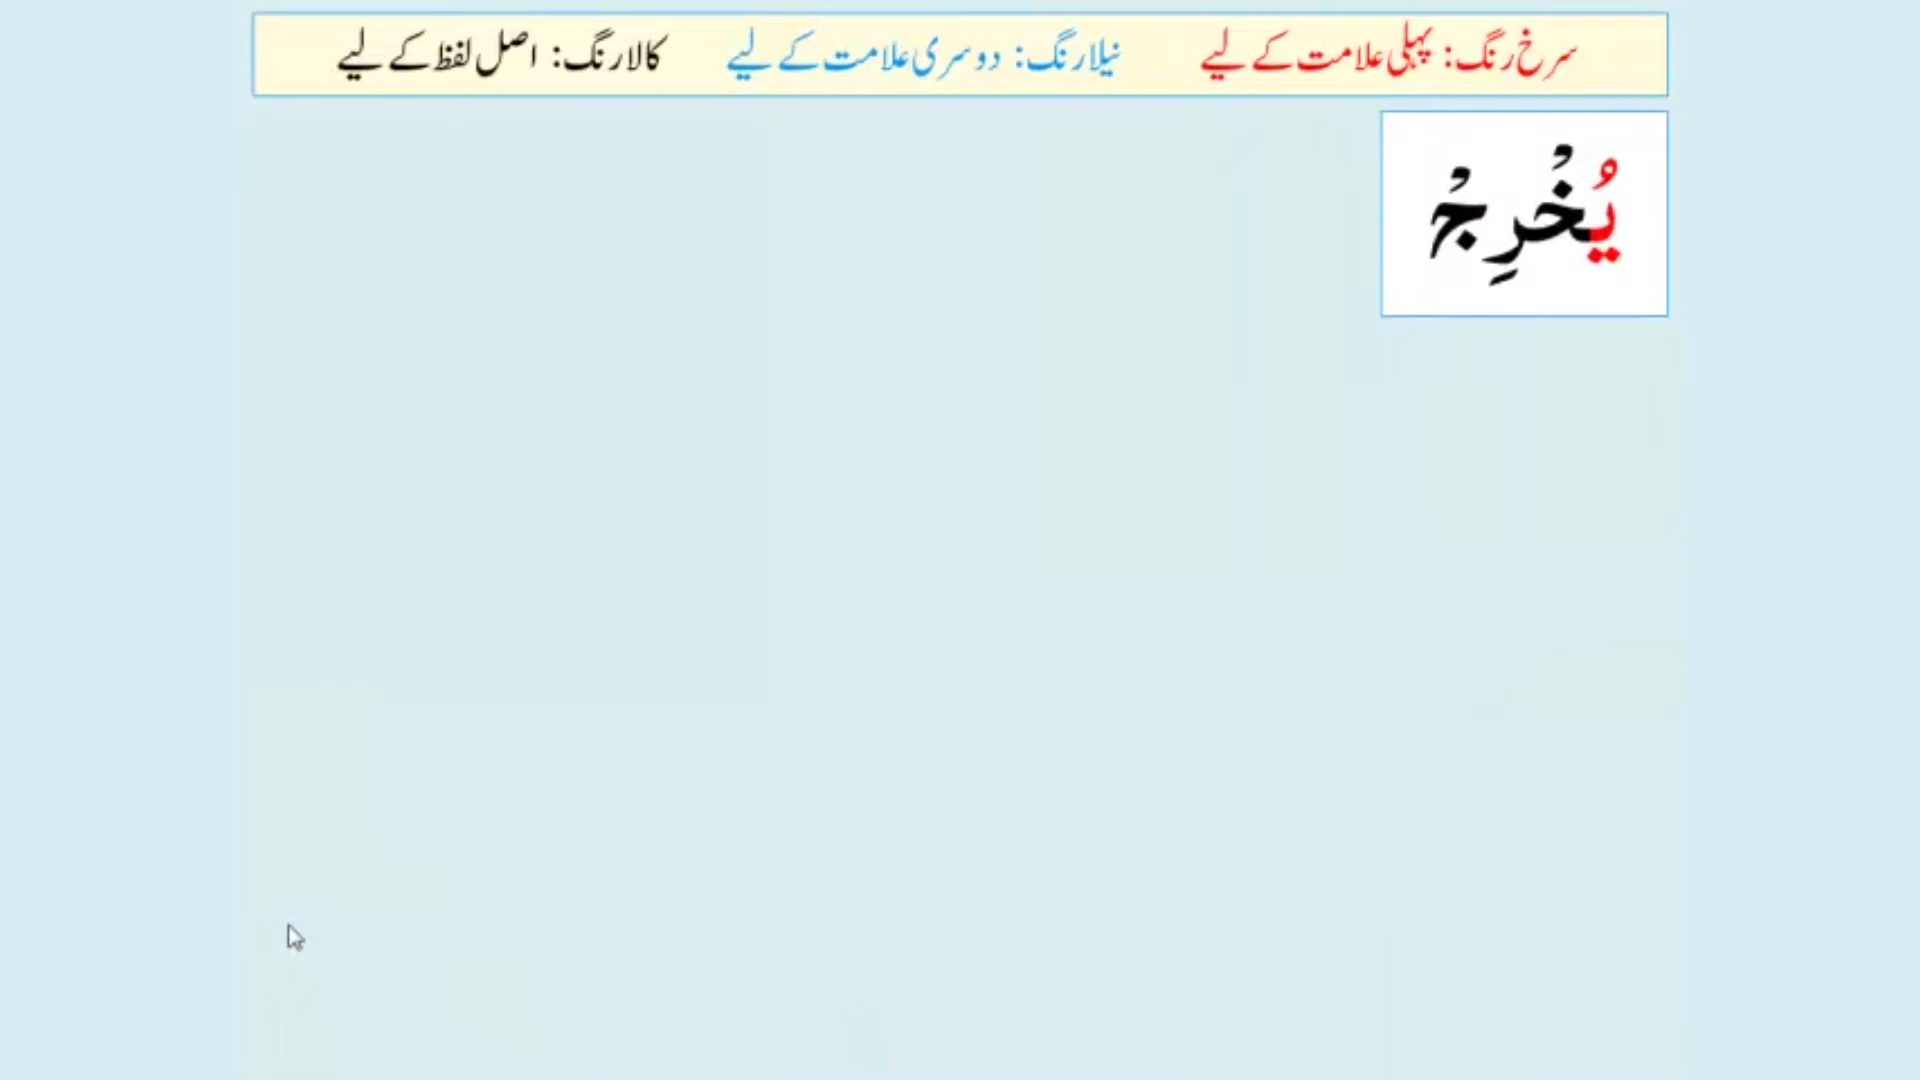 سرخ رنگ: پہلی علامت کے لیے نیلا رنگ: دوسری علامت کے لیے کالا رنگ: اصل لفظ کے لیے
يُخْرِجْ